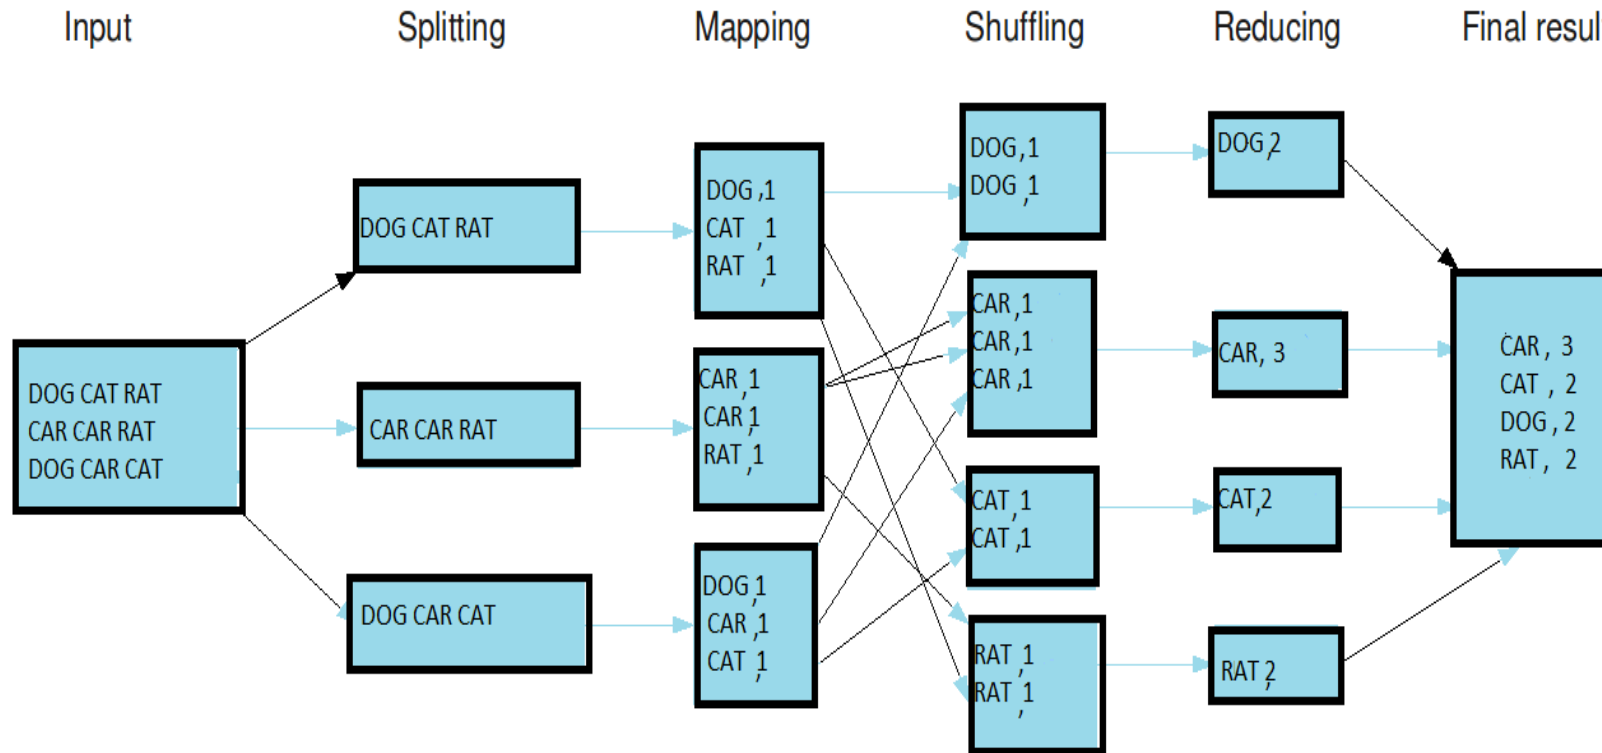 Input
Splitting
Mapping
Shuffling
Reducing
Final resul
DOG CAT RAT
CAR CAR RAT
DOG CAR CAT
DOG CAT RAT
CAR CAR RAT
DOG CAR CAT
DOG ,1
CAT ,1
RAT ,1
CAR ,1
CAR,1
RAT ,1
DOG,1
CAR ,1
CAT ,1
DOG ,1
DOG ,1
CAR ,1
CAR ,1
CAR ,1
CAT ,1
CAT ,1
RAT ,1
RAT ,1
DOG,2
CAR, 3
CAT,2
RAT,2
CAR , 3
CAT , 2
DOG , 2
RAT , 2